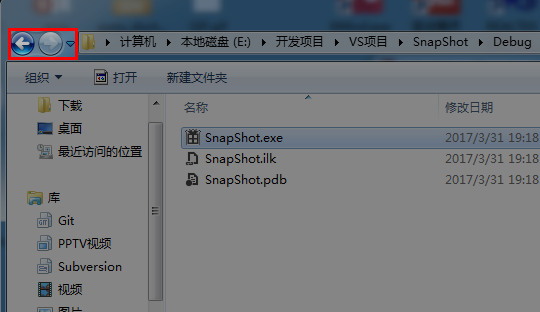 计算机 本地磁盘 (E:) 开发项目 VS项目 SnapShot Debug
组织 打开 新建文件夹
名称 修改日期
下载
桌面
最近访问的位置
库
Git
PPTV视频
Subversion
视频
图片
SnapShot.exe 2017/3/31 19:18
SnapShot.ilk 2017/3/31 19:18
SnapShot.pdb 2017/3/31 19:18